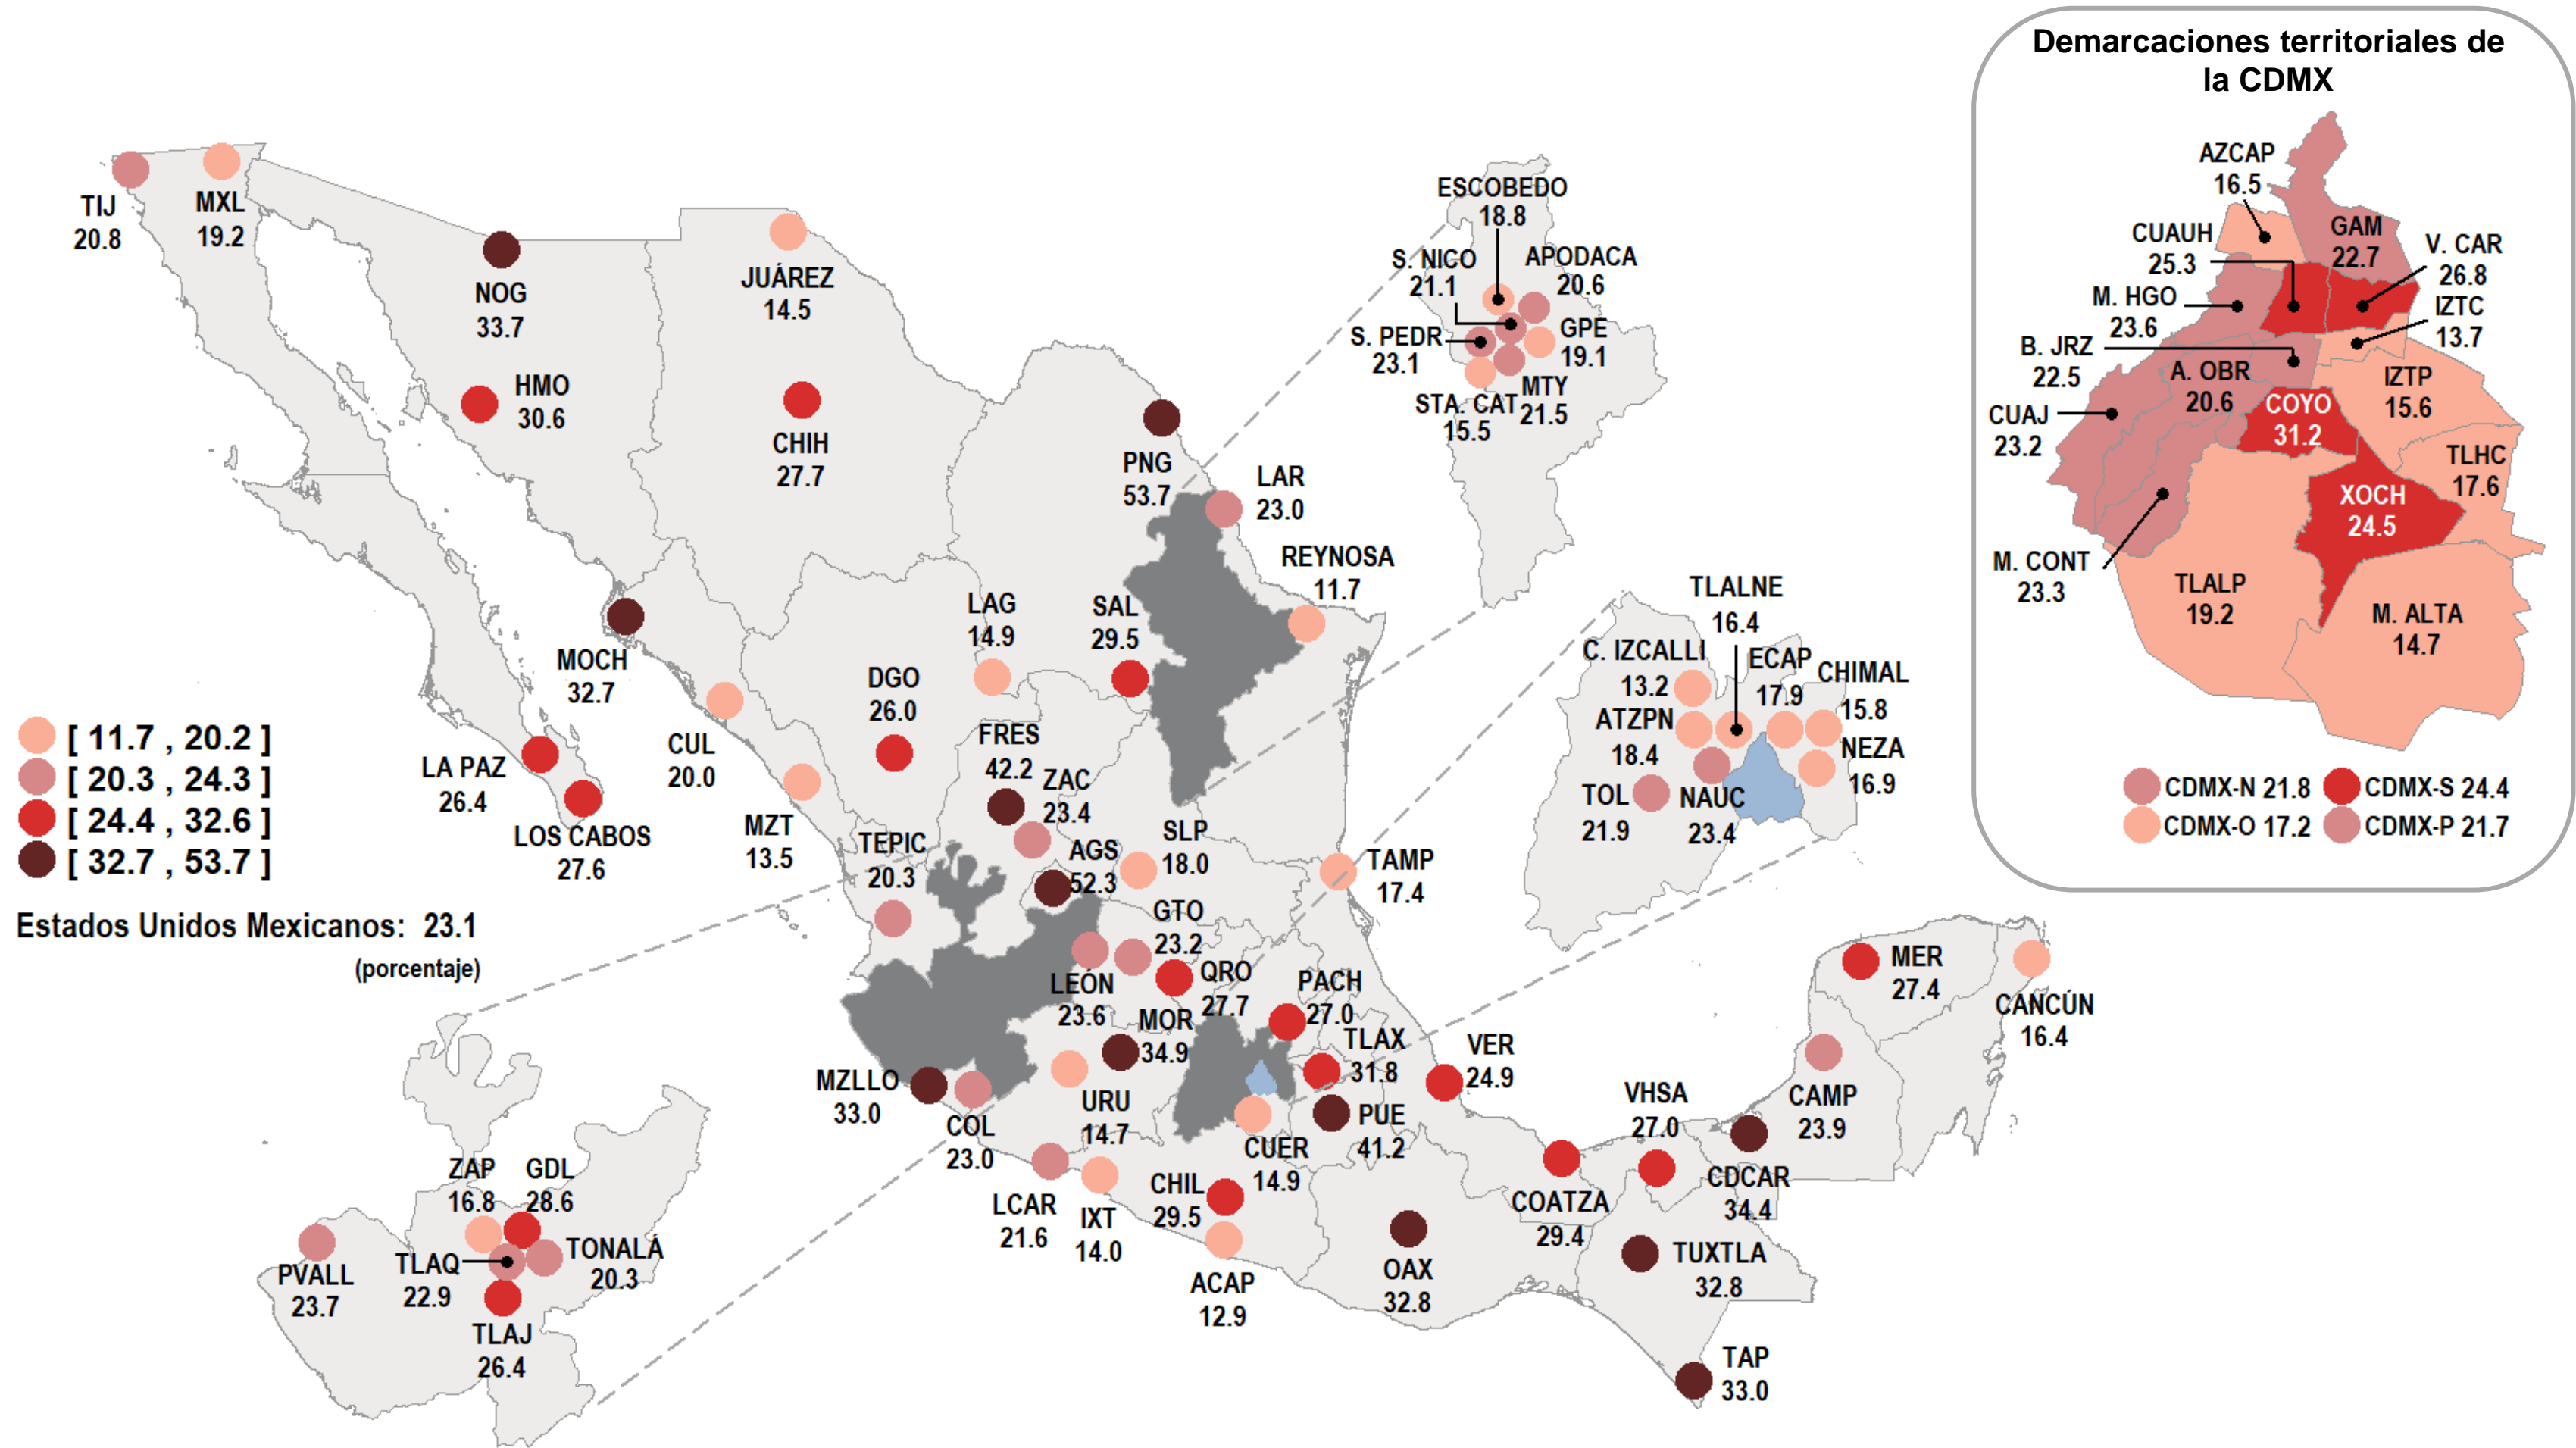 Demarcaciones territoriales de
la CDMX
AZCAP
16.5
CUAUH
25.3
GAM
22.7
V. CAR
26.8
M. HGO
23.6
IZTC
13.7
B. JRZ
22.5
A. OBR
20.6
IZTP
15.6
CUAJ
23.2
COYO
31.2
TLHC
17.6
XOCH
24.5
M. CONT
23.3
TLALP
19.2
M. ALTA
14.7
CDMX-N 21.8
CDMX-S 24.4
CDMX-O 17.2
CDMX-P 21.7
TIJ
20.8
MXL
19.2
NOG
33.7
JUÁREZ
14.5
HMO
30.6
CHIH
27.7
PNG
53.7
LAR
23.0
REYNOSA
11.7
ESCOBEDO
18.8
S. NICO
21.1
APODACA
20.6
S. PEDR
23.1
GPE
19.1
STA. CAT
15.5
MTY
21.5
MOCH
32.7
LAG
14.9
SAL
29.5
DGO
26.0
CUL
20.0
LA PAZ
26.4
LOS CABOS
27.6
MZT
13.5
FRES
42.2
ZAC
23.4
TEPIC
20.3
AGS
52.3
SLP
18.0
TAMP
17.4
TLALNE
16.4
C. IZCALLI
13.2
ECAP
17.9
CHIMAL
15.8
ATZPN
18.4
NEZA
16.9
TOL
21.9
NAUC
23.4
[ 11.7 , 20.2 ]
[ 20.3 , 24.3 ]
[ 24.4 , 32.6 ]
[ 32.7 , 53.7 ]
Estados Unidos Mexicanos: 23.1
(porcentaje)
GTO
23.2
LEÓN
23.6
QRO
27.7
PACH
27.0
MOR
34.9
TLAX
31.8
VER
24.9
MZLLO
33.0
COL
23.0
URU
14.7
CUER
14.9
PUE
41.2
LCAR
21.6
IXT
14.0
CHIL
29.5
ACAP
12.9
OAX
32.8
COATZA
29.4
VHSA
27.0
CDCAR
34.4
CAMP
23.9
MER
27.4
CANCÚN
16.4
TUXTLA
32.8
TAP
33.0
ZAP
16.8
GDL
28.6
PVALL
23.7
TLAQ
22.9
TONALÁ
20.3
TLAJ
26.4